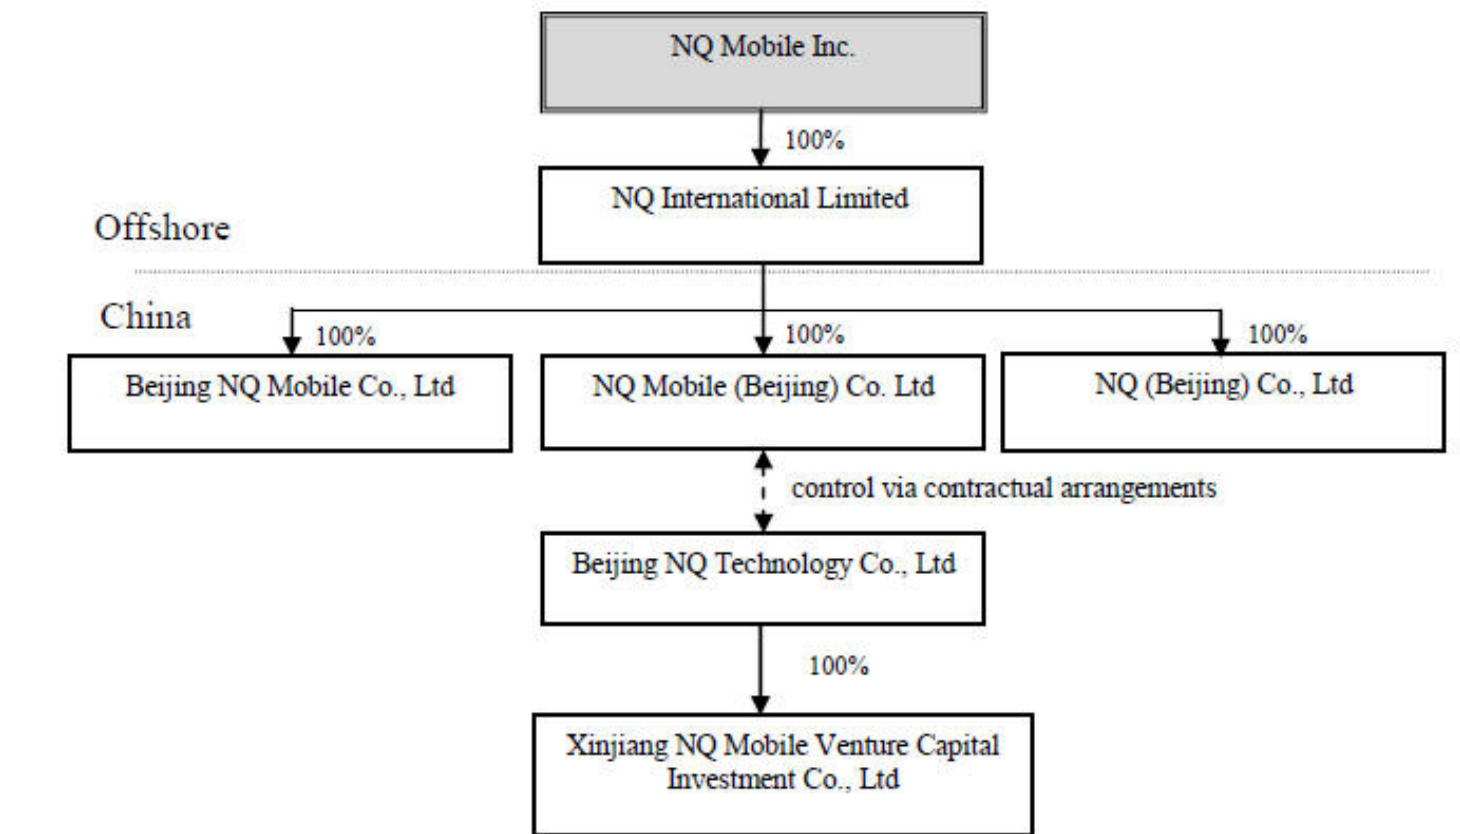 NQ Mobile Inc.
100%
NQ International Limited
Offshore
China
100%
100%
100%
Beijing NQ Mobile Co., Ltd
NQ Mobile (Beijing) Co. Ltd
NQ (Beijing) Co., Ltd
control via contractual arrangements
Beijing NQ Technology Co., Ltd
100%
Xinjiang NQ Mobile Venture Capital
Investment Co., Ltd